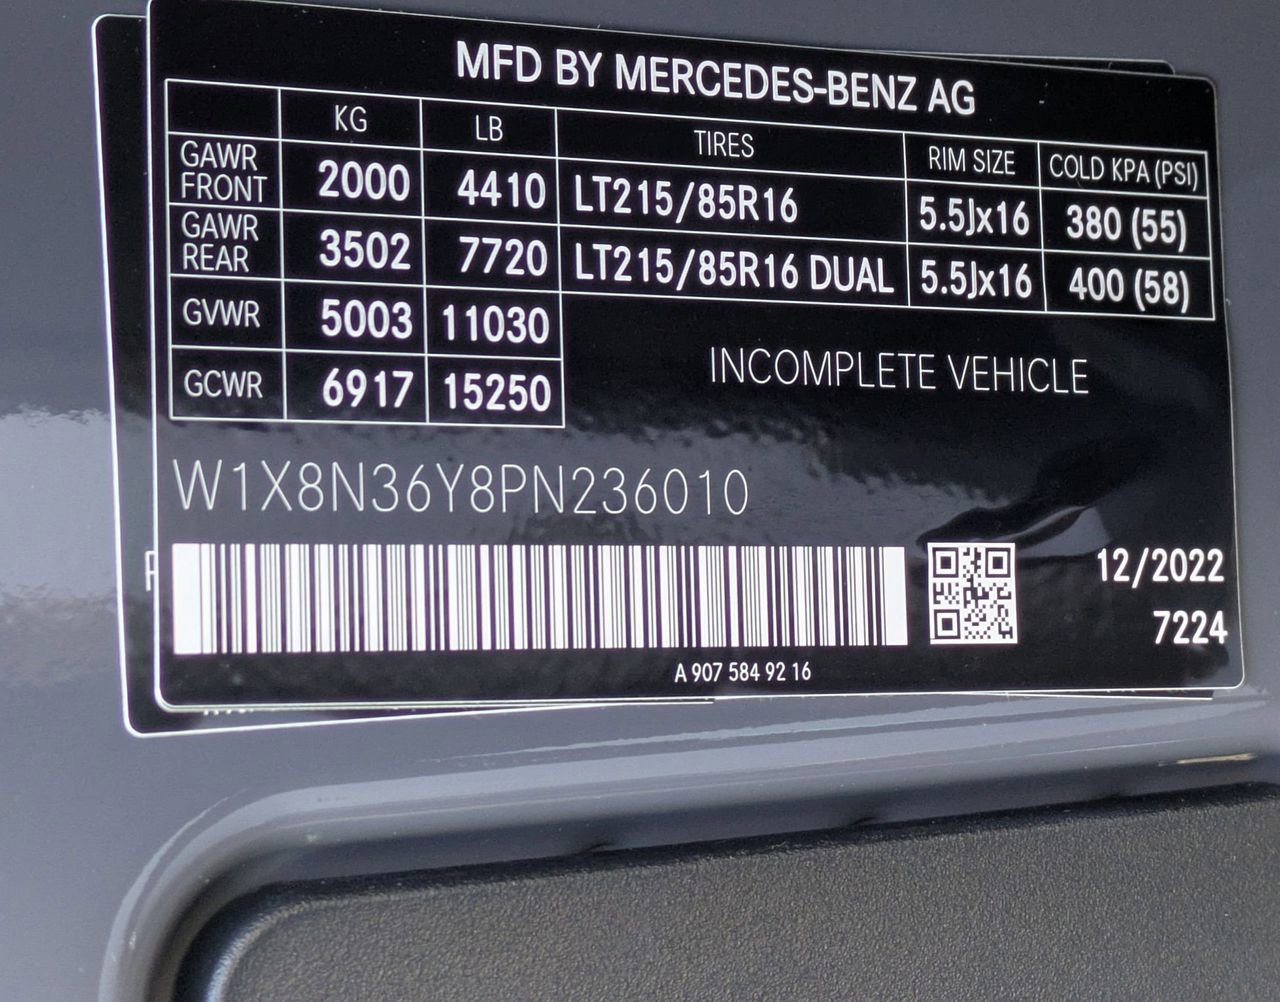 MFD BY MERCEDES-BENZ AG
KG LB TIRES RIM SIZE COLD KPA (PSI)
GAWR FRONT 2000 4410 LT215/85R16 5.5Jx16 380 (55)
GAWR REAR 3502 7720 LT215/85R16 DUAL 5.5Jx16 400 (58)
GVWR 5003 11030
GCWR 6917 15250
INCOMPLETE VEHICLE
W1X8N36Y8PN236010
12/2022
7224
A 907 584 92 16